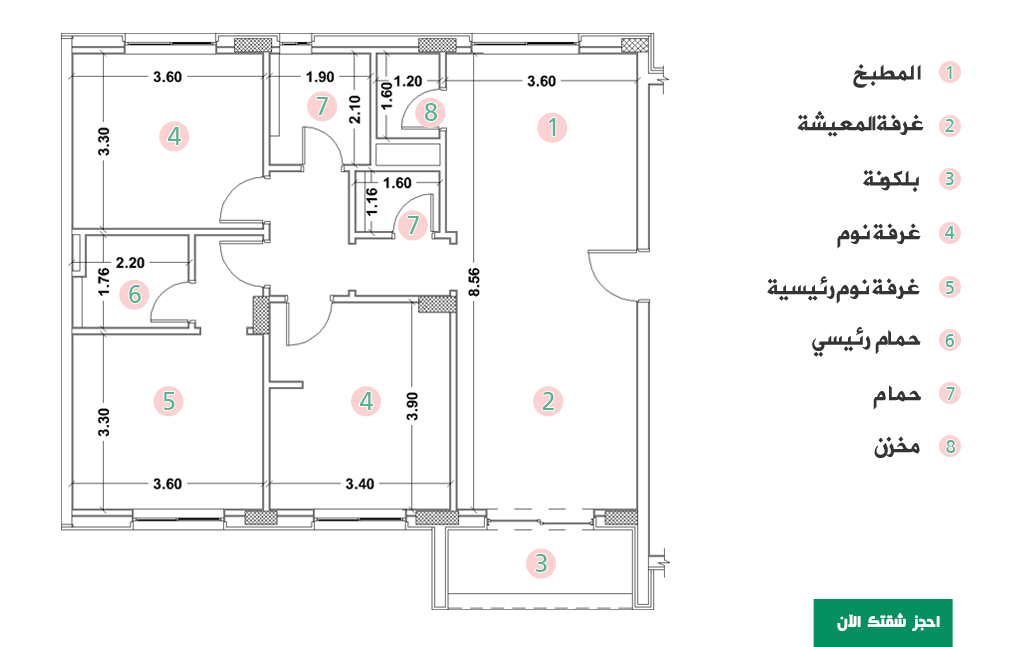 3.60
1.90
1.20
3.60
3.30
2.10
1.60
4
7
8
1
1.60
1.16
7
2.20
1.76
6
8.56
3.30
5
4
3.90
2
3.60
3.40
3
1 المطبخ
2 غرفة المعيشة
3 بلكونة
4 غرفة نوم
5 غرفة نوم رئيسية
6 حمام رئيسي
7 حمام
8 مخزن
احجز شقتك الآن